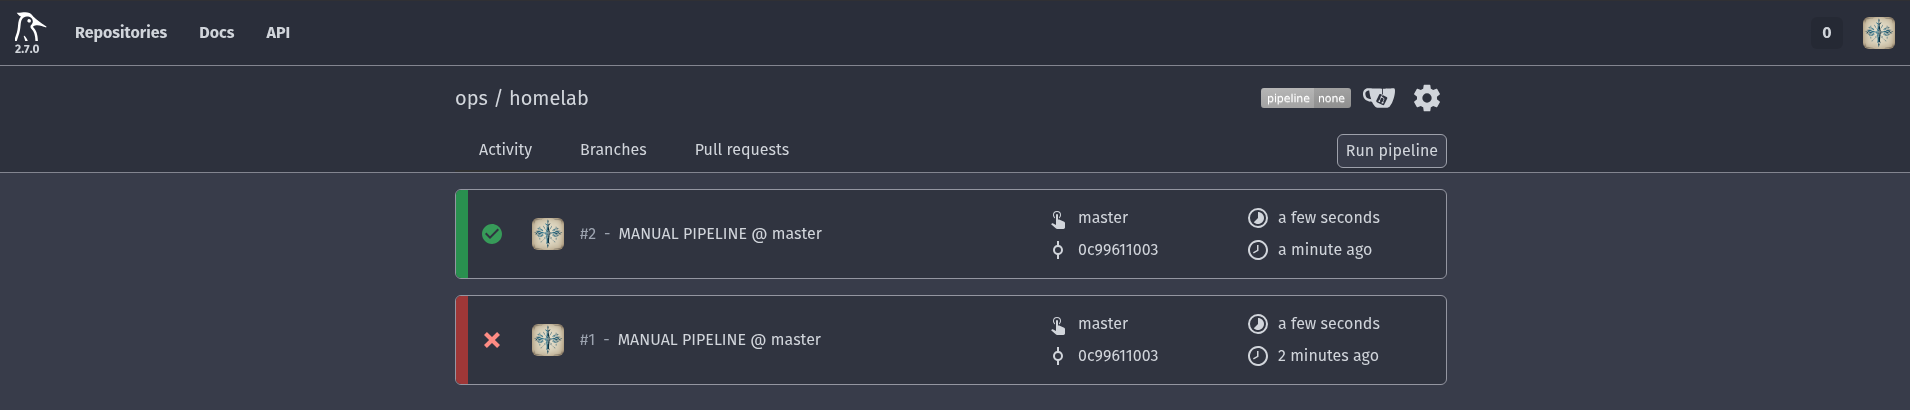 2.7.0
Repositories
Docs
API
0
ops / homelab
pipeline none
Activity
Branches
Pull requests
Run pipeline
#2 - MANUAL PIPELINE @ master
master
a few seconds
0c99611003
a minute ago
#1 - MANUAL PIPELINE @ master
master
a few seconds
0c99611003
2 minutes ago